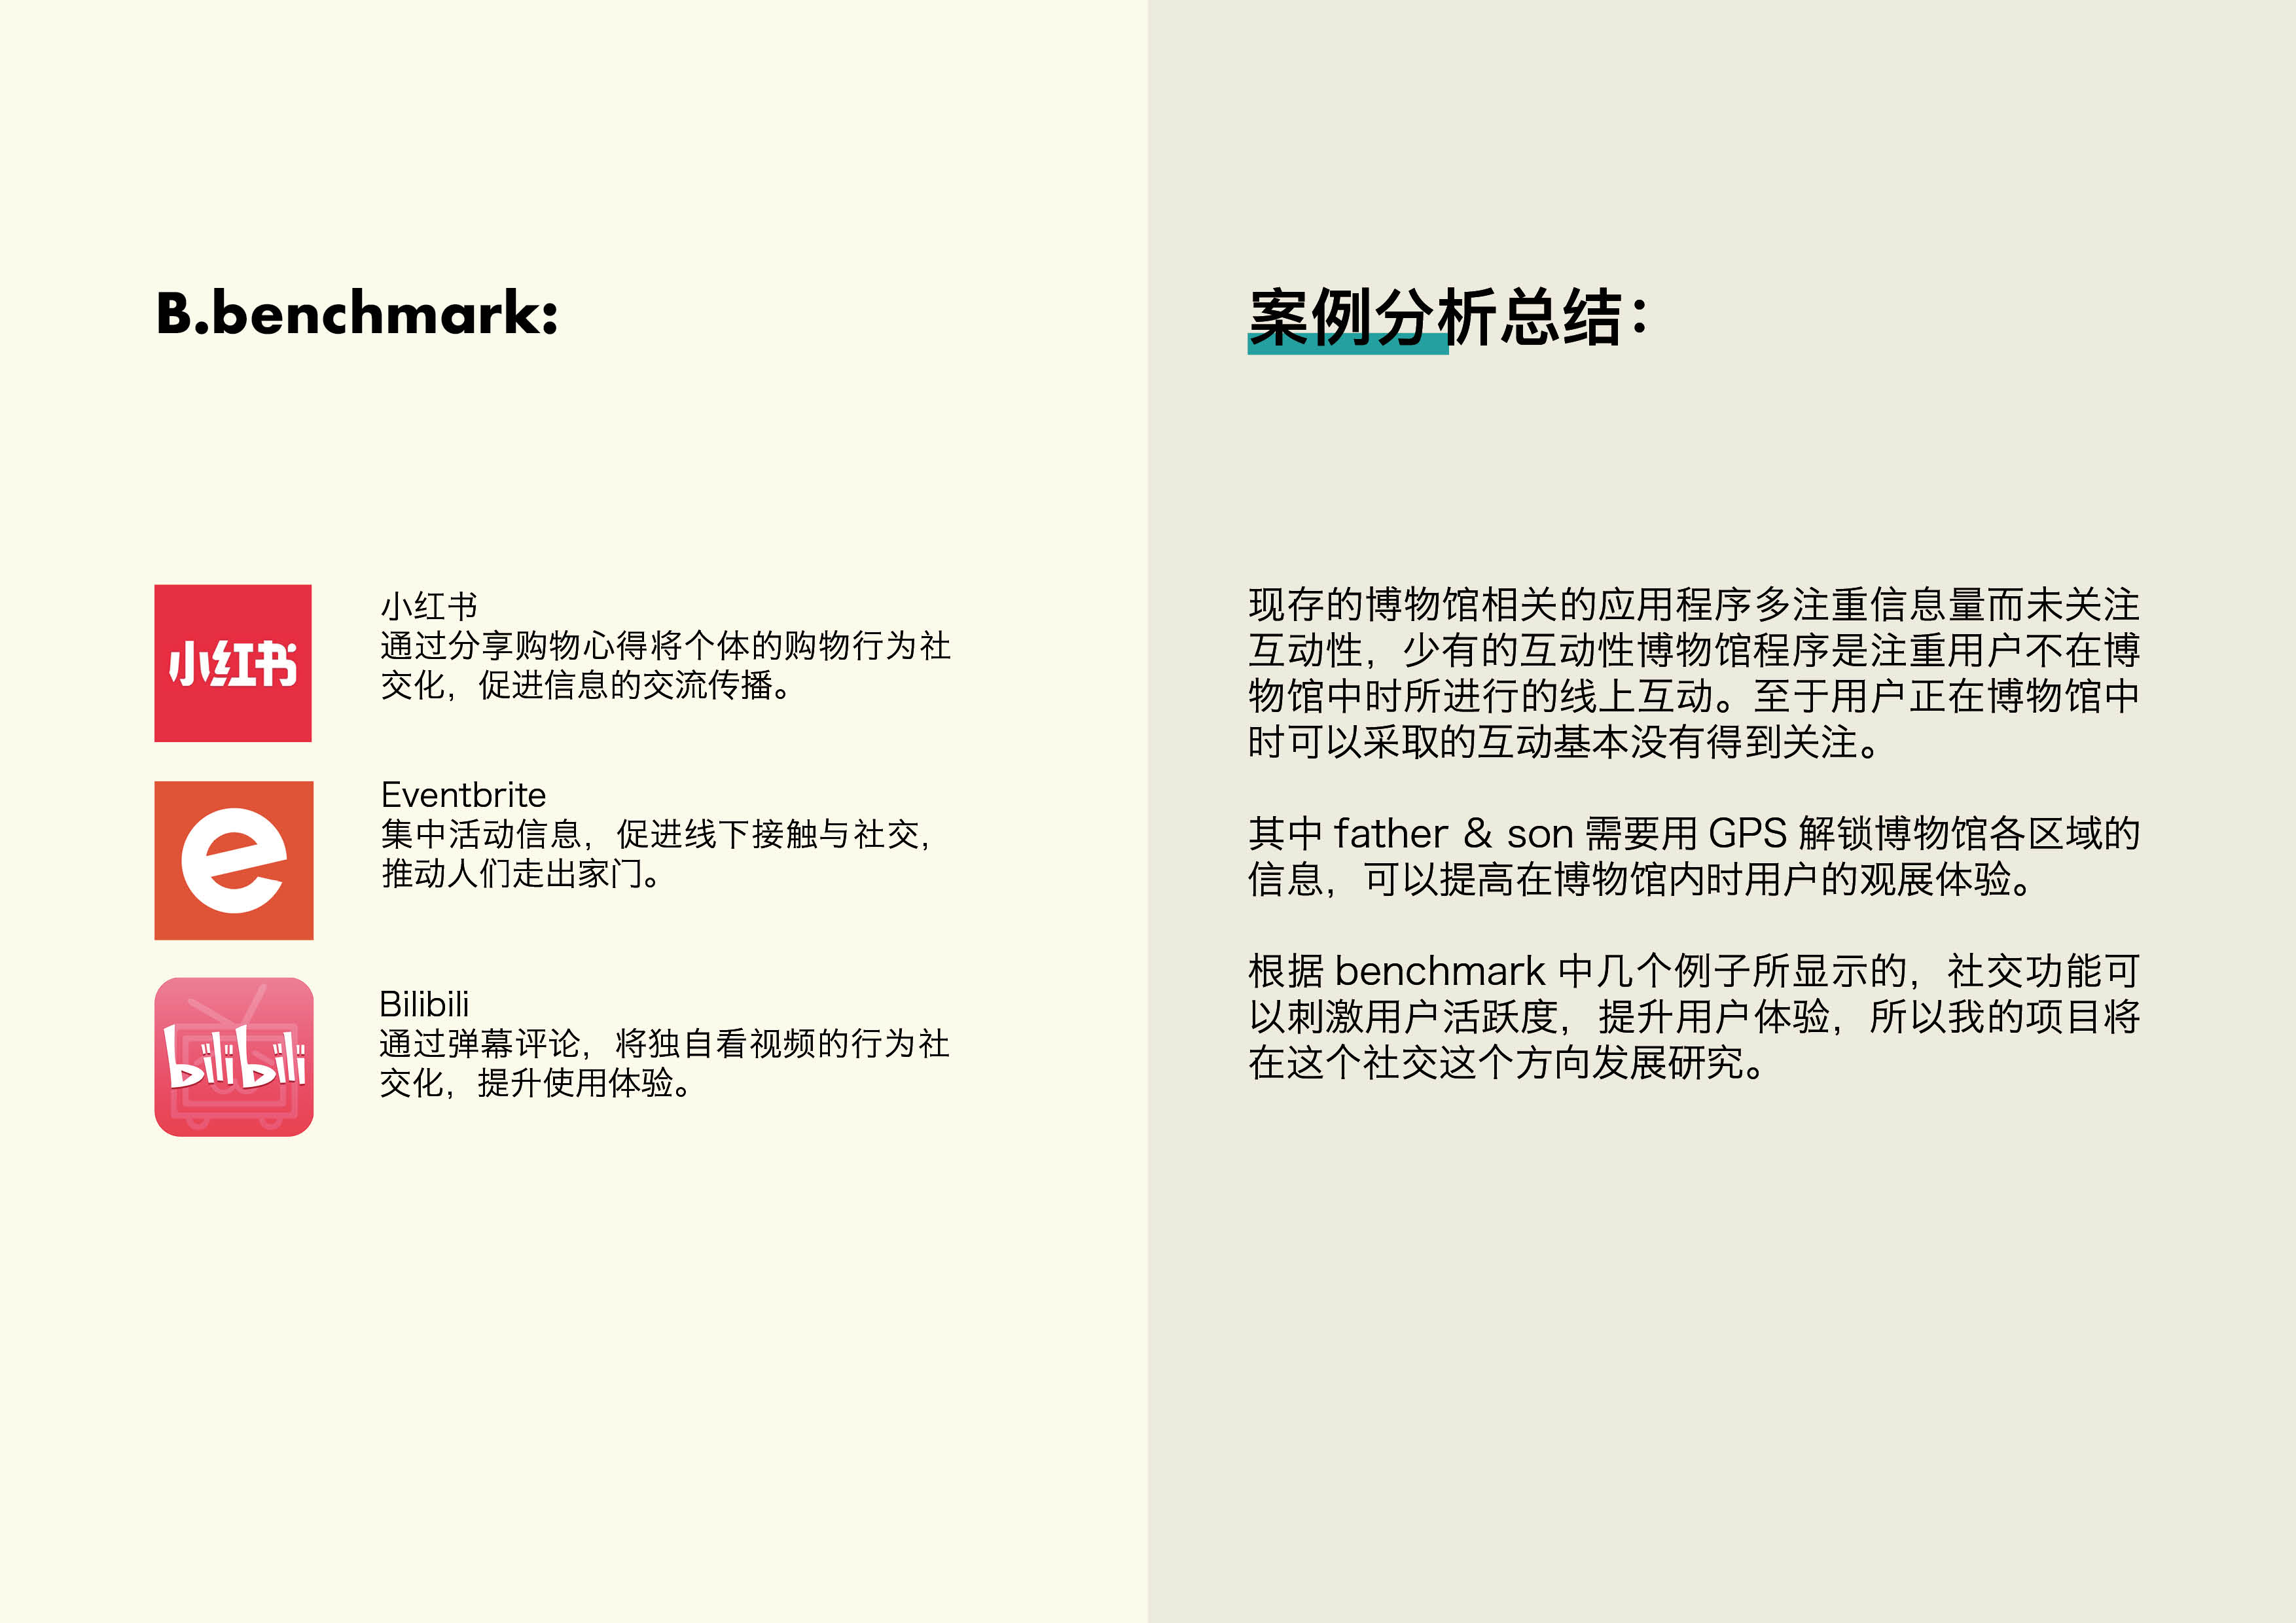 B.benchmark:
小红书
小红书
通过分享购物心得将个体的购物行为社
交化，促进信息的交流传播。
e
Eventbrite
集中活动信息，促进线下接触与社交，
推动人们走出家门。
bilibili
Bilibili
通过弹幕评论，将独自看视频的行为社
交化，提升使用体验。
案例分析总结：
现存的博物馆相关的应用程序多注重信息量而未关注
互动性，少有的互动性博物馆程序是注重用户不在博
物馆中时所进行的线上互动。至于用户正在博物馆中
时可以采取的互动基本没有得到关注。
其中 father & son 需要用 GPS 解锁博物馆各区域的
信息，可以提高在博物馆内时用户的观展体验。
根据 benchmark 中几个例子所显示的，社交功能可
以刺激用户活跃度，提升用户体验，所以我的项目将
在这个社交这个方向发展研究。